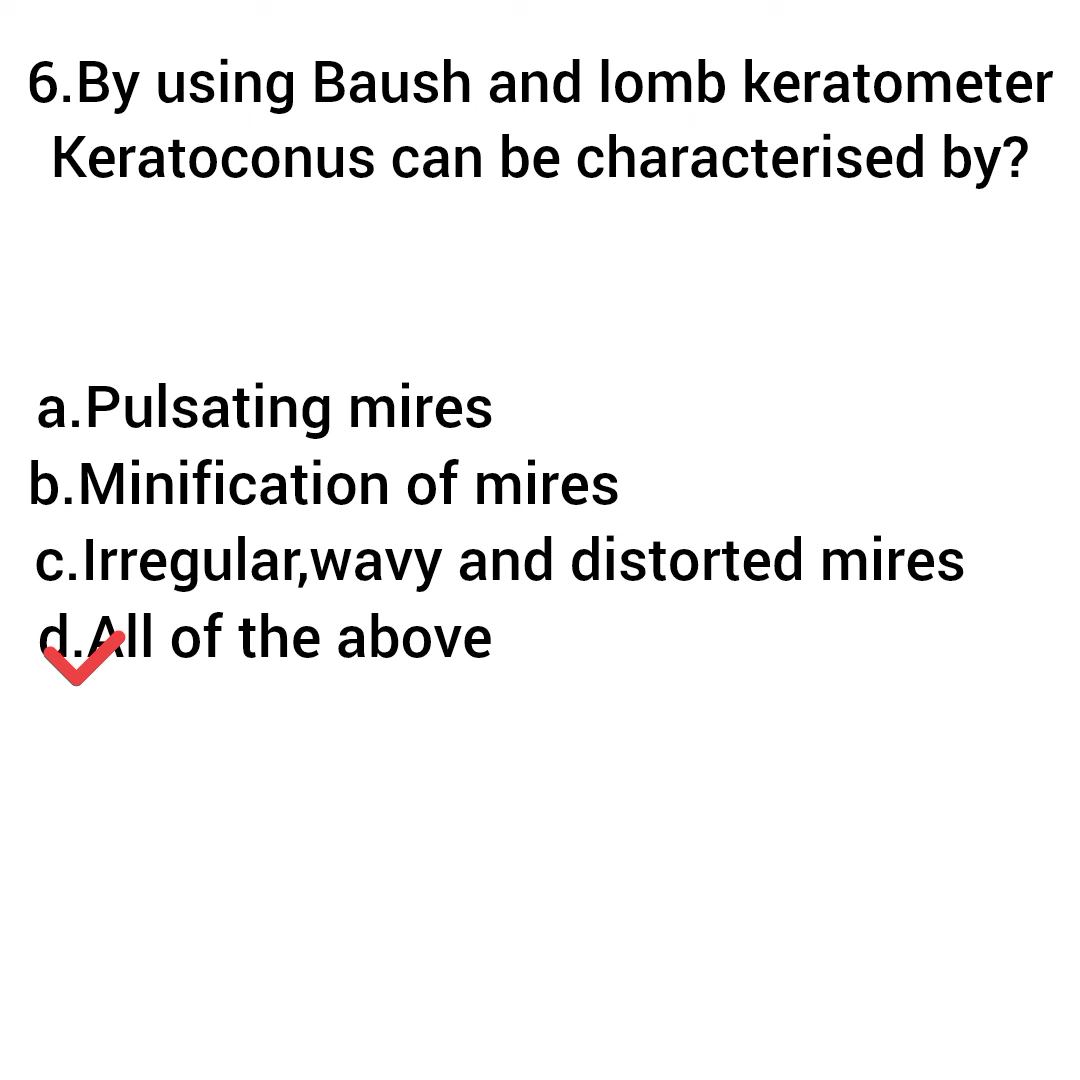 6.By using Baush and lomb keratometer
Keratoconus can be characterised by?
a.Pulsating mires
b.Minification of mires
c.Irregular,wavy and distorted mires
d.All of the above